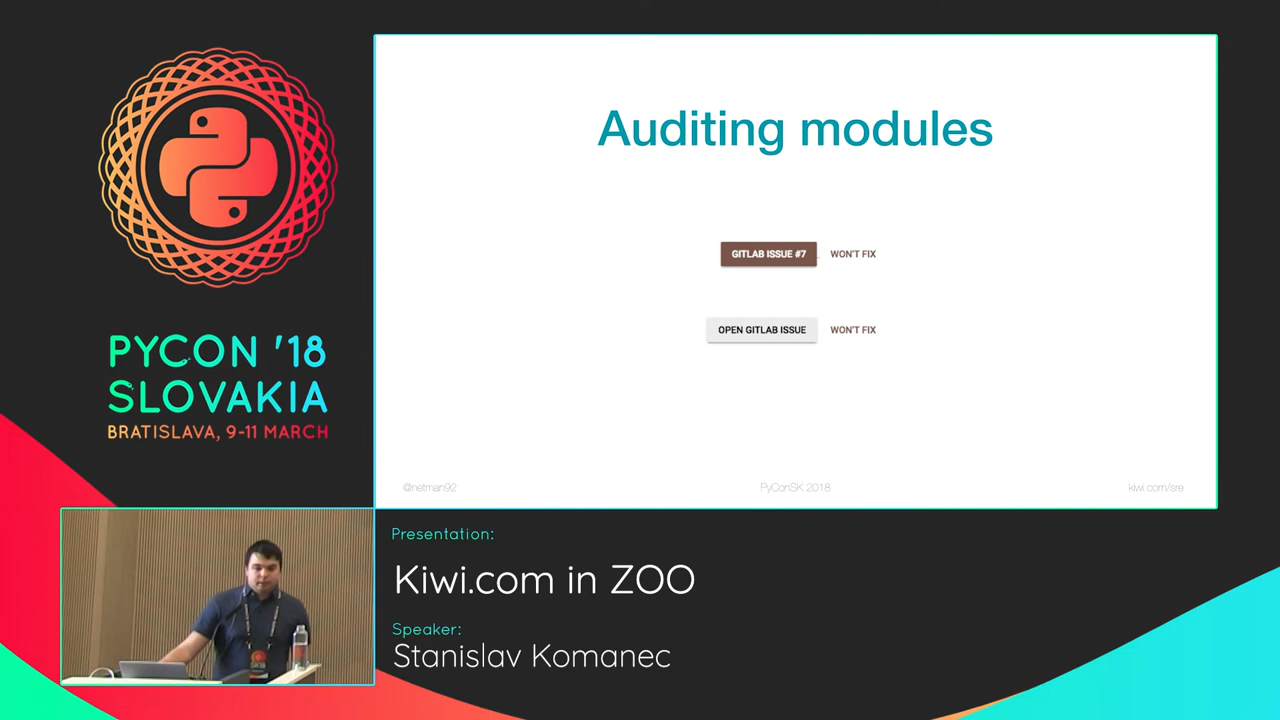 Auditing modules
GITLAB ISSUE #7 WON'T FIX
OPEN GITLAB ISSUE WON'T FIX
@netman92 PyConSK 2018 kiwi.com/sre
PYCON '18
SLOVAKIA
BRATISLAVA, 9-11 MARCH
Presentation:
Kiwi.com in ZOO
Speaker:
Stanislav Komanec